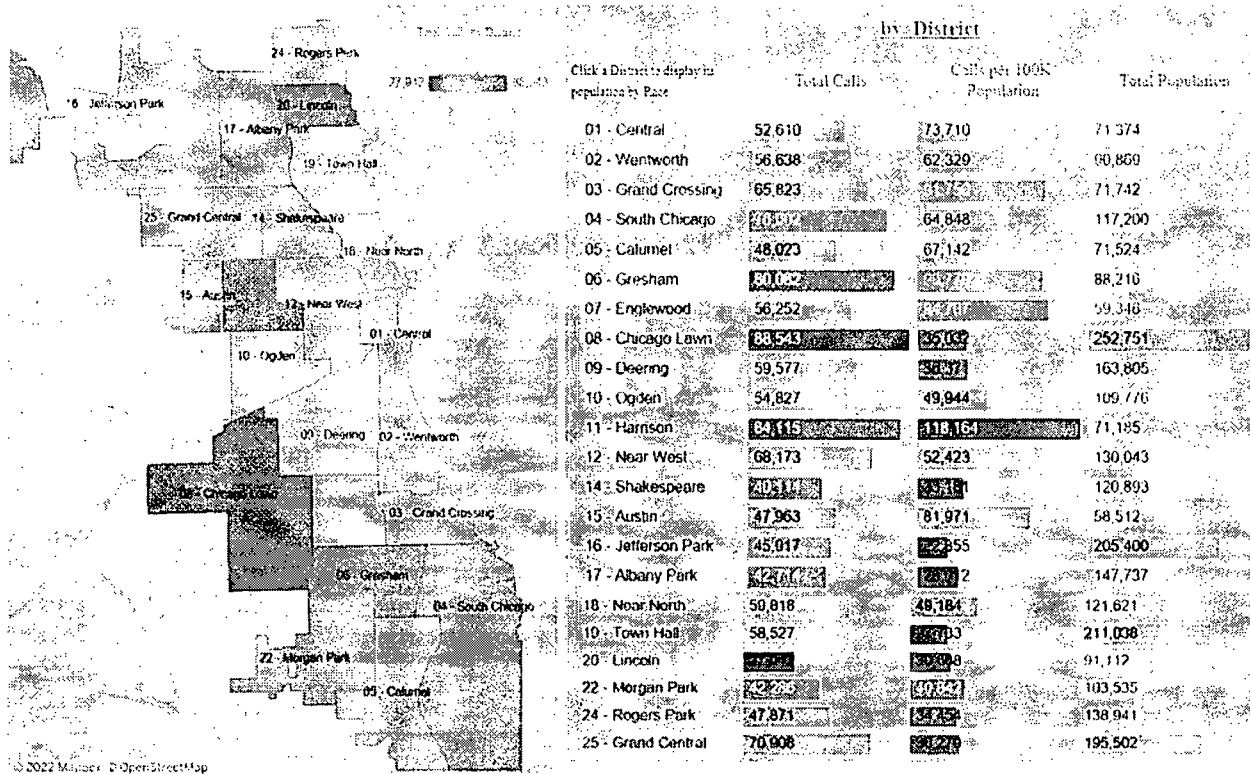 24 - Rogers Park
16 - Jefferson Park
20 - Lincoln
17 - Albany Park
19 - Town Hall
25 - Grand Central
14 - Shakespeare
18 - Near North
15 - Austin
12 - Near West
01 - Central
10 - Ogden
09 - Deering
02 - Wentworth
08 - Chicago Lawn
03 - Grand Crossing
06 - Gresham
04 - South Chicago
22 - Morgan Park
05 - Calumet
© 2022 Mapbox © OpenStreetMap
by District
Click a District to display its Total Calls Calls per 100K Total Population
population by Race Population
01 - Central 52,610 73,710 71,374
02 - Wentworth 56,638 62,329 90,869
03 - Grand Crossing 65,823 71,742
04 - South Chicago 64,848 117,200
05 - Calumet 48,023 67,142 71,524
06 - Gresham 80,082 88,216
07 - Englewood 56,252 59,346
08 - Chicago Lawn 88,543 35,032 252,751
09 - Deering 59,577 163,805
10 - Ogden 54,827 49,944 109,776
11 - Harrison 84,115 118,164 71,185
12 - Near West 68,173 52,423 130,043
14 - Shakespeare 120,893
15 - Austin 47,963 81,971 58,512
16 - Jefferson Park 45,017 205,400
17 - Albany Park 147,737
18 - Near North 59,818 49,184 121,621
19 - Town Hall 58,527 211,038
20 - Lincoln 91,112
22 - Morgan Park 103,535
24 - Rogers Park 47,871 138,941
25 - Grand Central 70,908 195,502